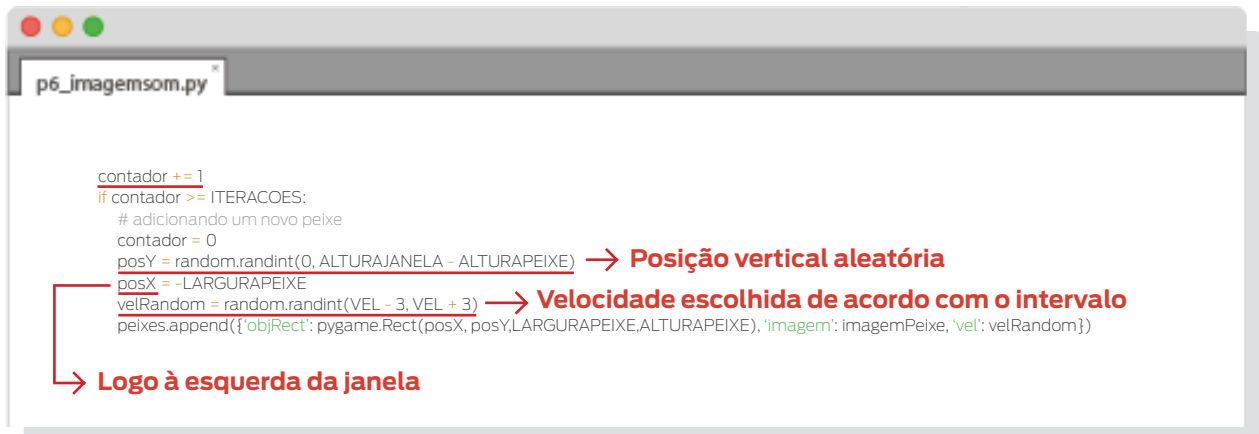 p6_imagemsom.py ×
contador += 1
if contador >= ITERACOES:
# adicionando um novo peixe
contador = 0
posY = random.randint(0, ALTURAJANELA - ALTURAPEIXE) → Posição vertical aleatória
posX = -LARGURAPEIXE
velRandom = random.randint(VEL - 3, VEL + 3) → Velocidade escolhida de acordo com o intervalo
peixes.append({'objRect': pygame.Rect(posX, posY,LARGURAPEIXE,ALTURAPEIXE), 'imagem': imagemPeixe, 'vel': velRandom})
Logo à esquerda da janela